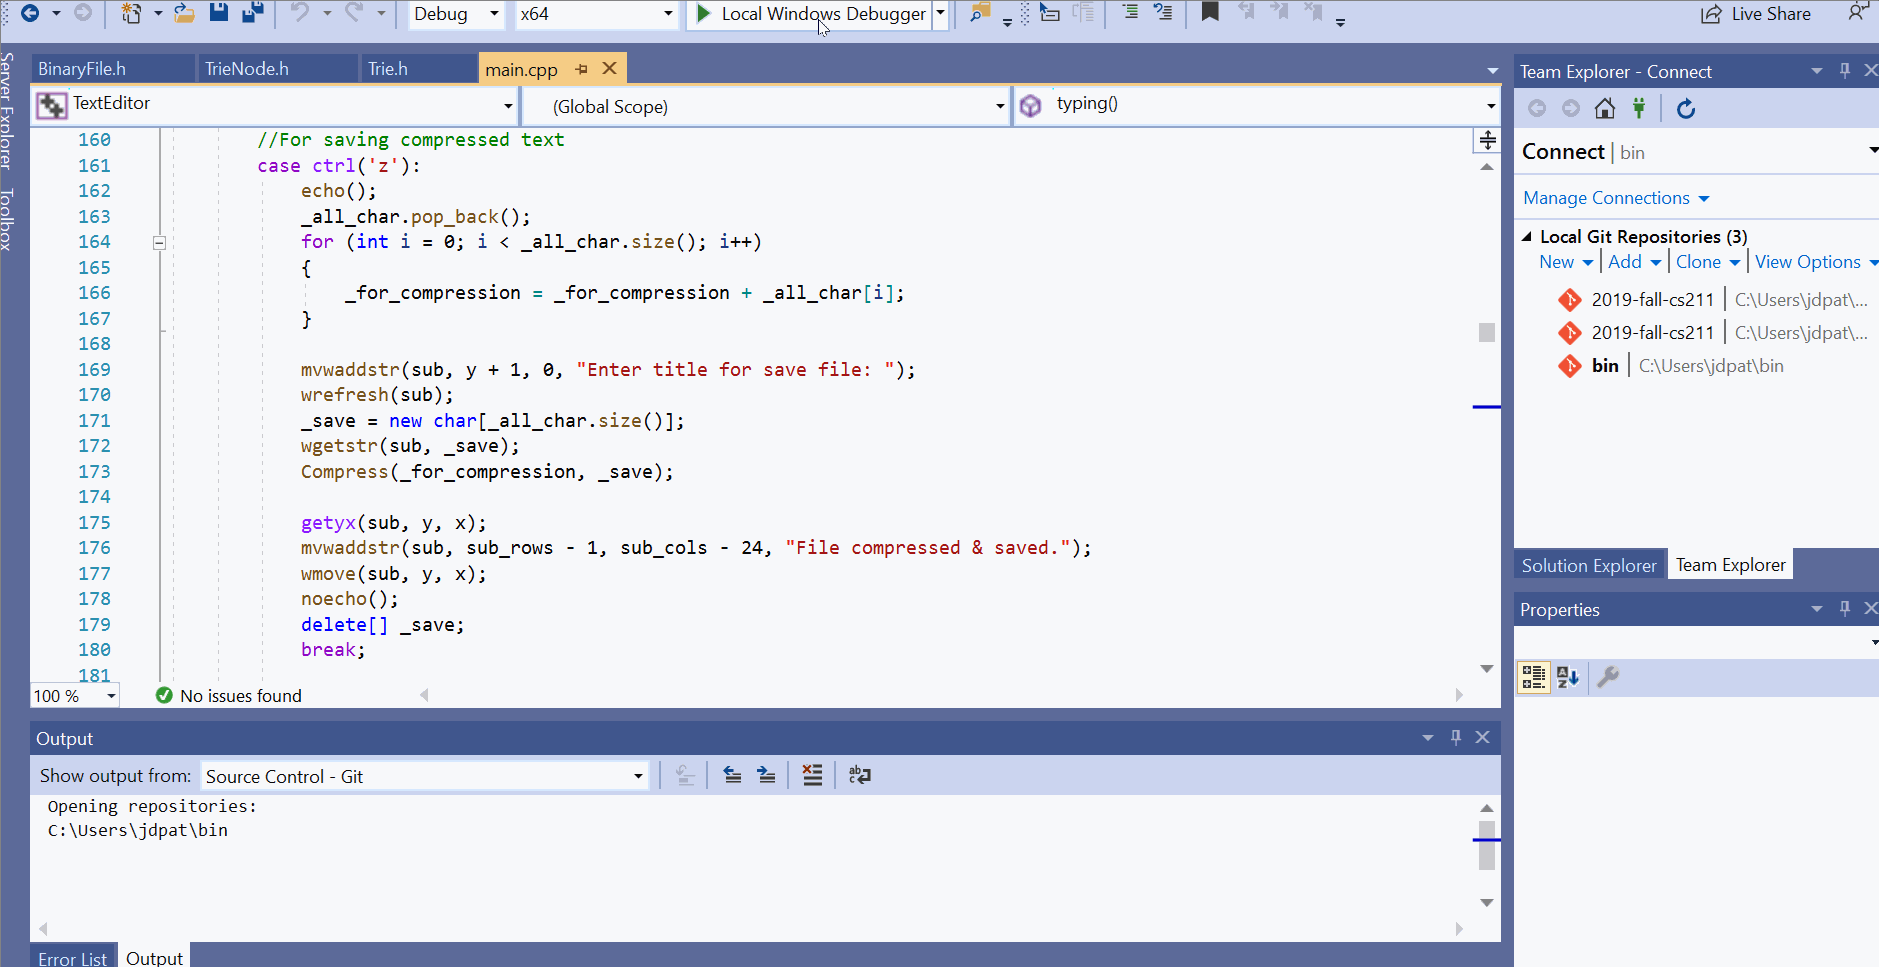 Debug x64 Local Windows Debugger Live Share
Server Explorer
Toolbox
BinaryFile.h TrieNode.h Trie.h main.cpp
TextEditor (Global Scope) typing()
160 //For saving compressed text
161 case ctrl('z'):
162 echo();
163 _all_char.pop_back();
164 for (int i = 0; i < _all_char.size(); i++)
165 {
166 _for_compression = _for_compression + _all_char[i];
167 }
168
169 mvwaddstr(sub, y + 1, 0, "Enter title for save file: ");
170 wrefresh(sub);
171 _save = new char[_all_char.size()];
172 wgetstr(sub, _save);
173 Compress(_for_compression, _save);
174
175 getyx(sub, y, x);
176 mvwaddstr(sub, sub_rows - 1, sub_cols - 24, "File compressed & saved.");
177 wmove(sub, y, x);
178 noecho();
179 delete[] _save;
180 break;
181
100 % No issues found
Output
Show output from: Source Control - Git
Opening repositories:
C:\Users\jdpat\bin
Error List Output
Team Explorer - Connect
Connect | bin
Manage Connections
Local Git Repositories (3)
New Add Clone View Options
2019-fall-cs211 C:\Users\jdpat\...
2019-fall-cs211 C:\Users\jdpat\...
bin C:\Users\jdpat\bin
Solution Explorer Team Explorer
Properties